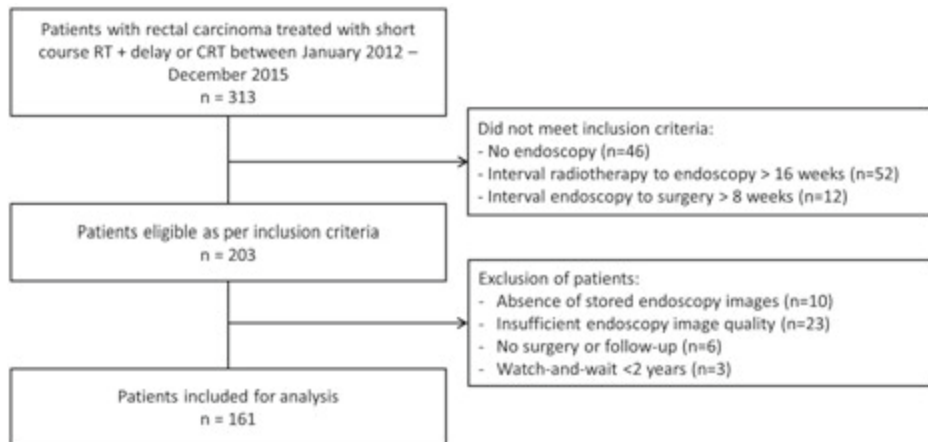 Patients with rectal carcinoma treated with short
course RT + delay or CRT between January 2012 –
December 2015
n = 313
Did not meet inclusion criteria:
- No endoscopy (n=46)
- Interval radiotherapy to endoscopy > 16 weeks (n=52)
- Interval endoscopy to surgery > 8 weeks (n=12)
Patients eligible as per inclusion criteria
n = 203
Exclusion of patients:
- Absence of stored endoscopy images (n=10)
- Insufficient endoscopy image quality (n=23)
- No surgery or follow-up (n=6)
- Watch-and-wait <2 years (n=3)
Patients included for analysis
n = 161